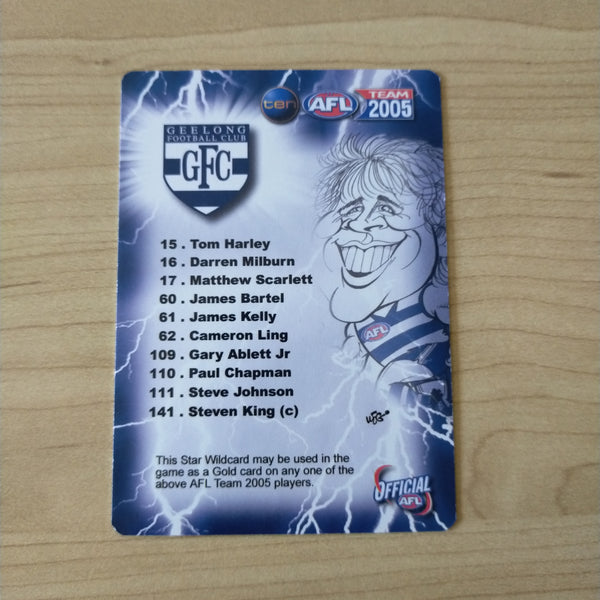 ten AFL TEAM 2005
GEELONG
FOOTBALL CLUB
GFC
15 . Tom Harley
16 . Darren Milburn
17 . Matthew Scarlett
60 . James Bartel
61 . James Kelly
62 . Cameron Ling
109 . Gary Ablett Jr
110 . Paul Chapman
111 . Steve Johnson
141 . Steven King (c)
AFL
This Star Wildcard may be used in the
game as a Gold card on any one of the
above AFL Team 2005 players.
OFFICIAL
AFL